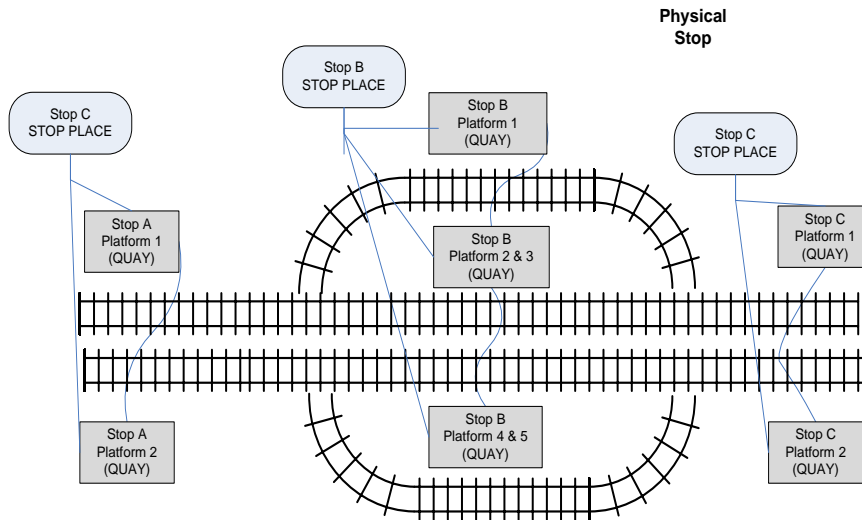 Physical
Stop
Stop B
STOP PLACE
Stop C
STOP PLACE
Stop B
Platform 1
(QUAY)
Stop C
STOP PLACE
Stop A
Platform 1
(QUAY)
Stop B
Platform 2 & 3
(QUAY)
Stop C
Platform 1
(QUAY)
Stop A
Platform 2
(QUAY)
Stop B
Platform 4 & 5
(QUAY)
Stop C
Platform 2
(QUAY)